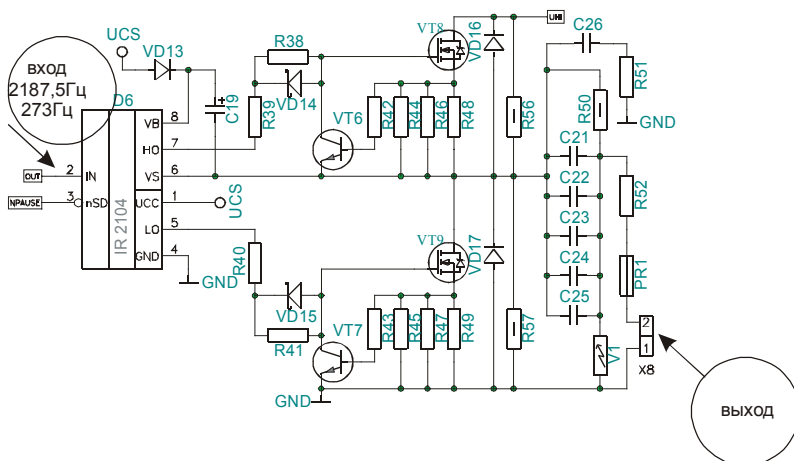 UCS
VD13
вход
2187,5Гц
273Гц
D6
C19
R38
VD14
R39
VT6
VT8
VD16
UHI
R42
R44
R46
R48
R56
C26
R51
GND
R50
C21
C22
C23
C24
C25
R52
PR1
OUT
2
IN
NPAUSE
3
nSD
IR 2104
VB
8
HO
7
VS
6
UCC
1
UCS
LO
5
GND
4
GND
R40
VD15
R41
VT7
VT9
VD17
R43
R45
R47
R49
R57
GND
V1
2
1
X8
выход